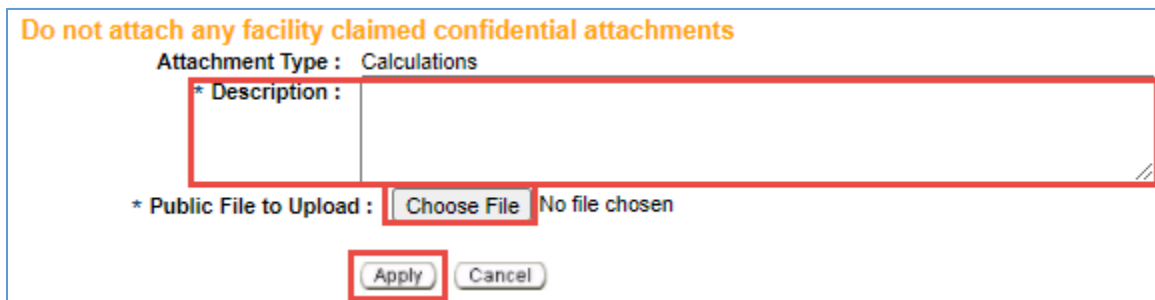 Do not attach any facility claimed confidential attachments
Attachment Type : Calculations
* Description :
* Public File to Upload : Choose File No file chosen
Apply Cancel